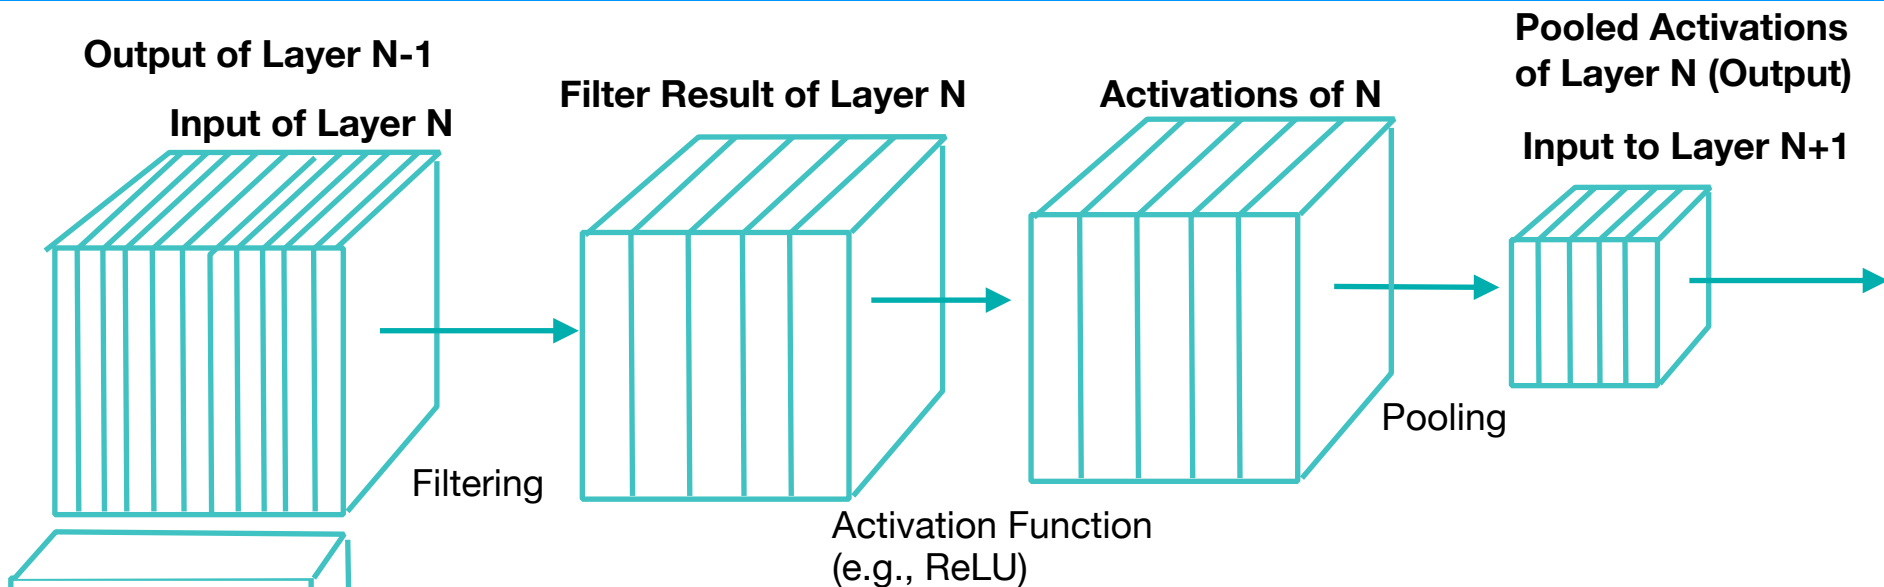 Output of Layer N-1
Input of Layer N
Filter Result of Layer N
Activations of N
Pooled Activations
of Layer N (Output)
Input to Layer N+1
Filtering
Activation Function
(e.g., ReLU)
Pooling